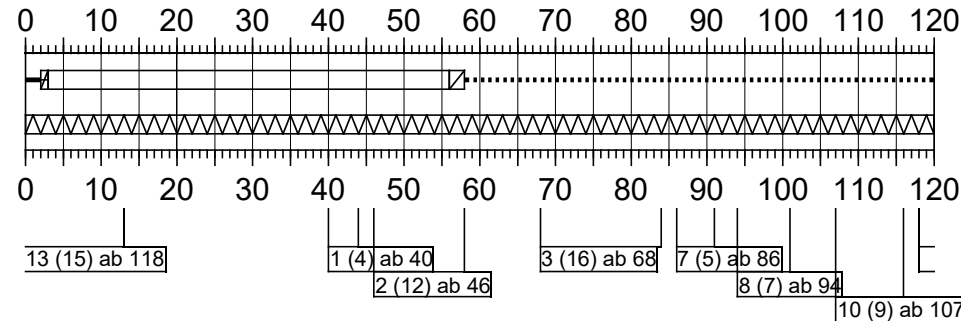 0 10 20 30 40 50 60 70 80 90 100 110 120
0 10 20 30 40 50 60 70 80 90 100 110 120
13 (15) ab 118 1 (4) ab 40 3 (16) ab 68 7 (5) ab 86
2 (12) ab 46 8 (7) ab 94
10 (9) ab 107